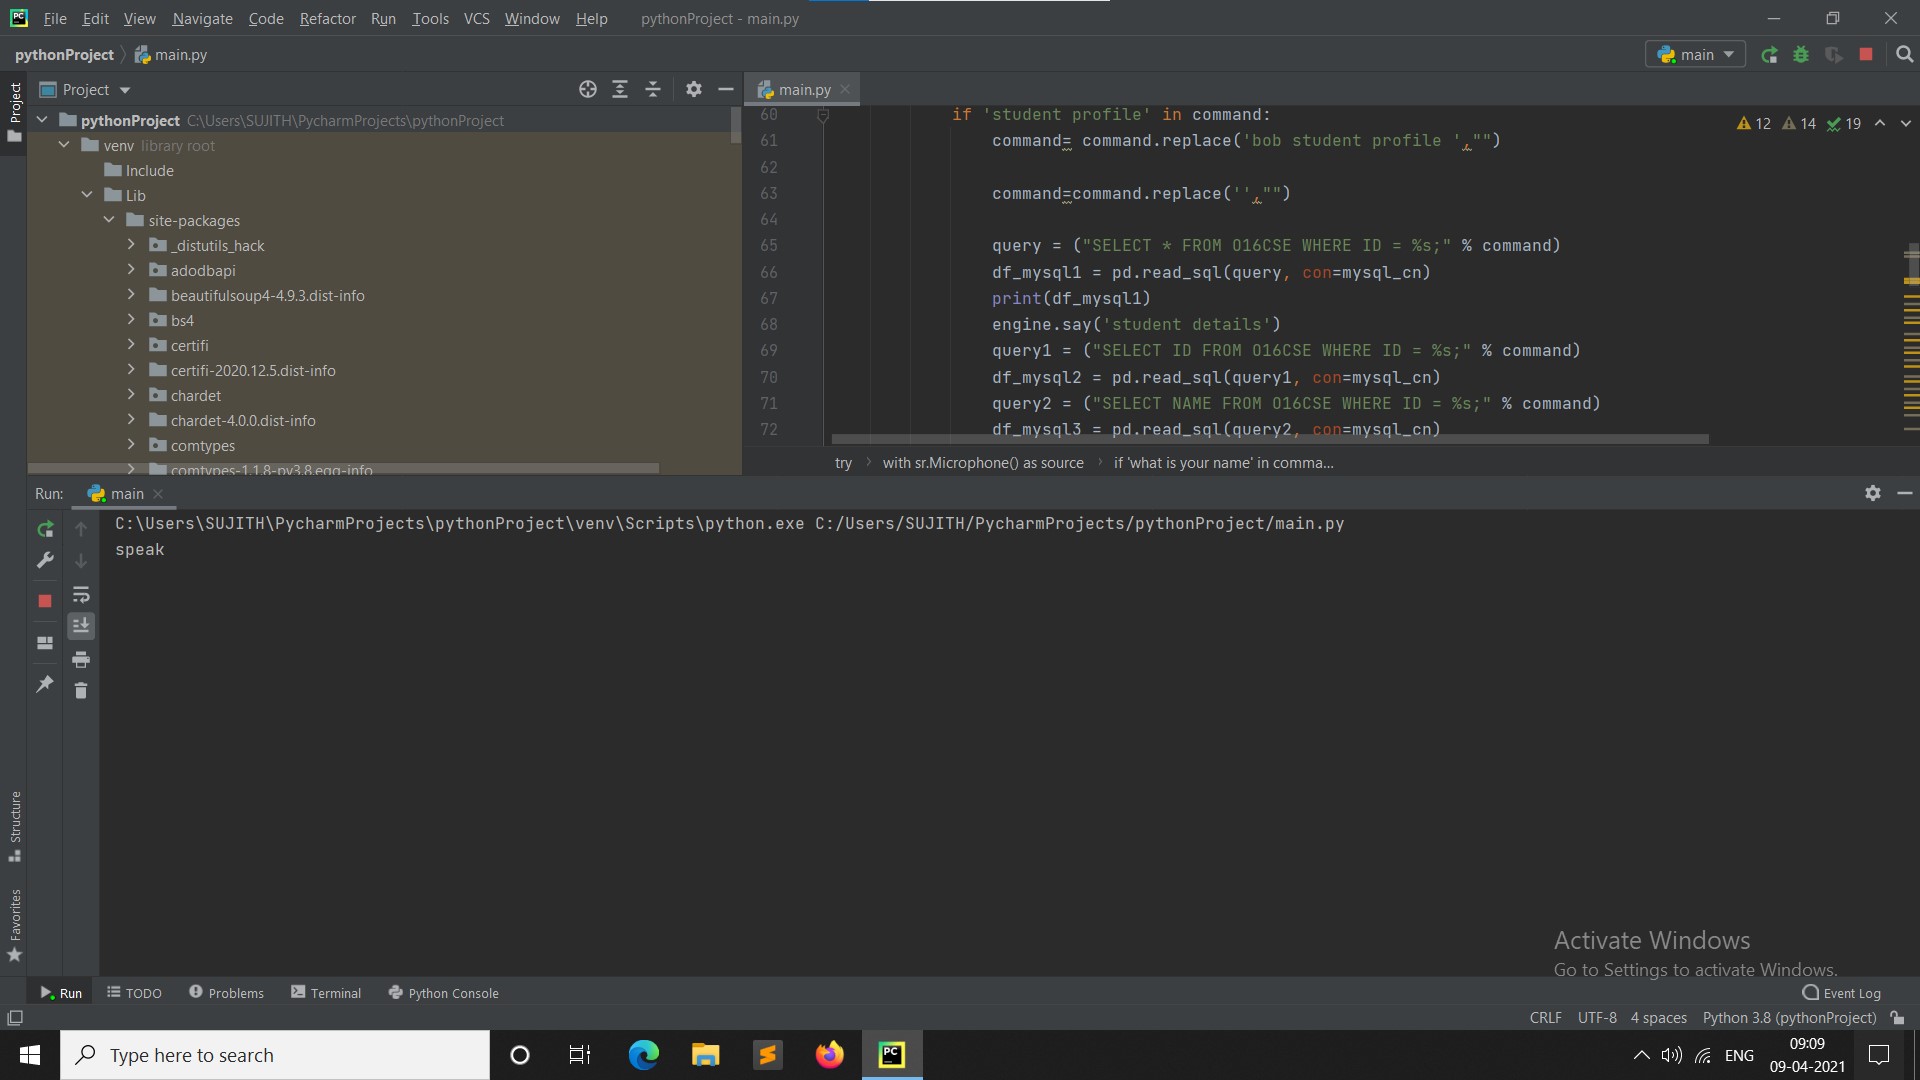 File Edit View Navigate Code Refactor Run Tools VCS Window Help pythonProject - main.py
pythonProject main.py main
Project
Project
main.py
pythonProject C:\Users\SUJITH\PycharmProjects\pythonProject
venv library root
Include
Lib
site-packages
_distutils_hack
adodbapi
beautifulsoup4-4.9.3.dist-info
bs4
certifi
certifi-2020.12.5.dist-info
chardet
chardet-4.0.0.dist-info
comtypes
comtypes-1.1.8-py3.8.egg-info
12 14 19
60 if 'student profile' in command:
61 command= command.replace('bob student profile ',"")
62
63 command=command.replace('',"")
64
65 query = ("SELECT * FROM O16CSE WHERE ID = %s;" % command)
66 df_mysql1 = pd.read_sql(query, con=mysql_cn)
67 print(df_mysql1)
68 engine.say('student details')
69 query1 = ("SELECT ID FROM O16CSE WHERE ID = %s;" % command)
70 df_mysql2 = pd.read_sql(query1, con=mysql_cn)
71 query2 = ("SELECT NAME FROM O16CSE WHERE ID = %s;" % command)
72 df_mysql3 = pd.read_sql(query2, con=mysql_cn)
try with sr.Microphone() as source if 'what is your name' in comma...
Run: main
C:\Users\SUJITH\PycharmProjects\pythonProject\venv\Scripts\python.exe C:/Users/SUJITH/PycharmProjects/pythonProject/main.py
speak
Structure
Favorites
Activate Windows
Go to Settings to activate Windows.
Run TODO Problems Terminal Python Console Event Log
CRLF UTF-8 4 spaces Python 3.8 (pythonProject)
Type here to search
PC
ENG
09:09
09-04-2021